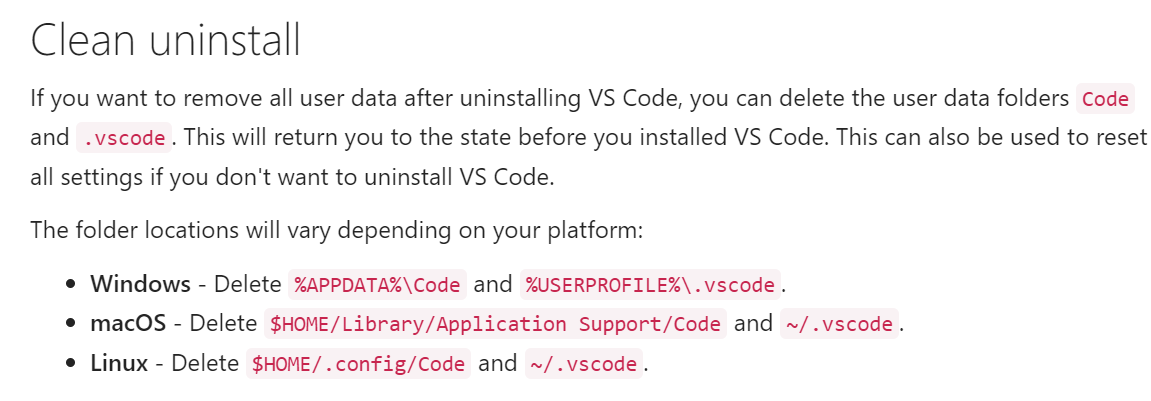 Clean uninstall
If you want to remove all user data after uninstalling VS Code, you can delete the user data folders Code
and .vscode. This will return you to the state before you installed VS Code. This can also be used to reset
all settings if you don't want to uninstall VS Code.
The folder locations will vary depending on your platform:
• Windows - Delete %APPDATA%\Code and %USERPROFILE%\.vscode.
• macOS - Delete $HOME/Library/Application Support/Code and ~/.vscode.
• Linux - Delete $HOME/.config/Code and ~/.vscode.